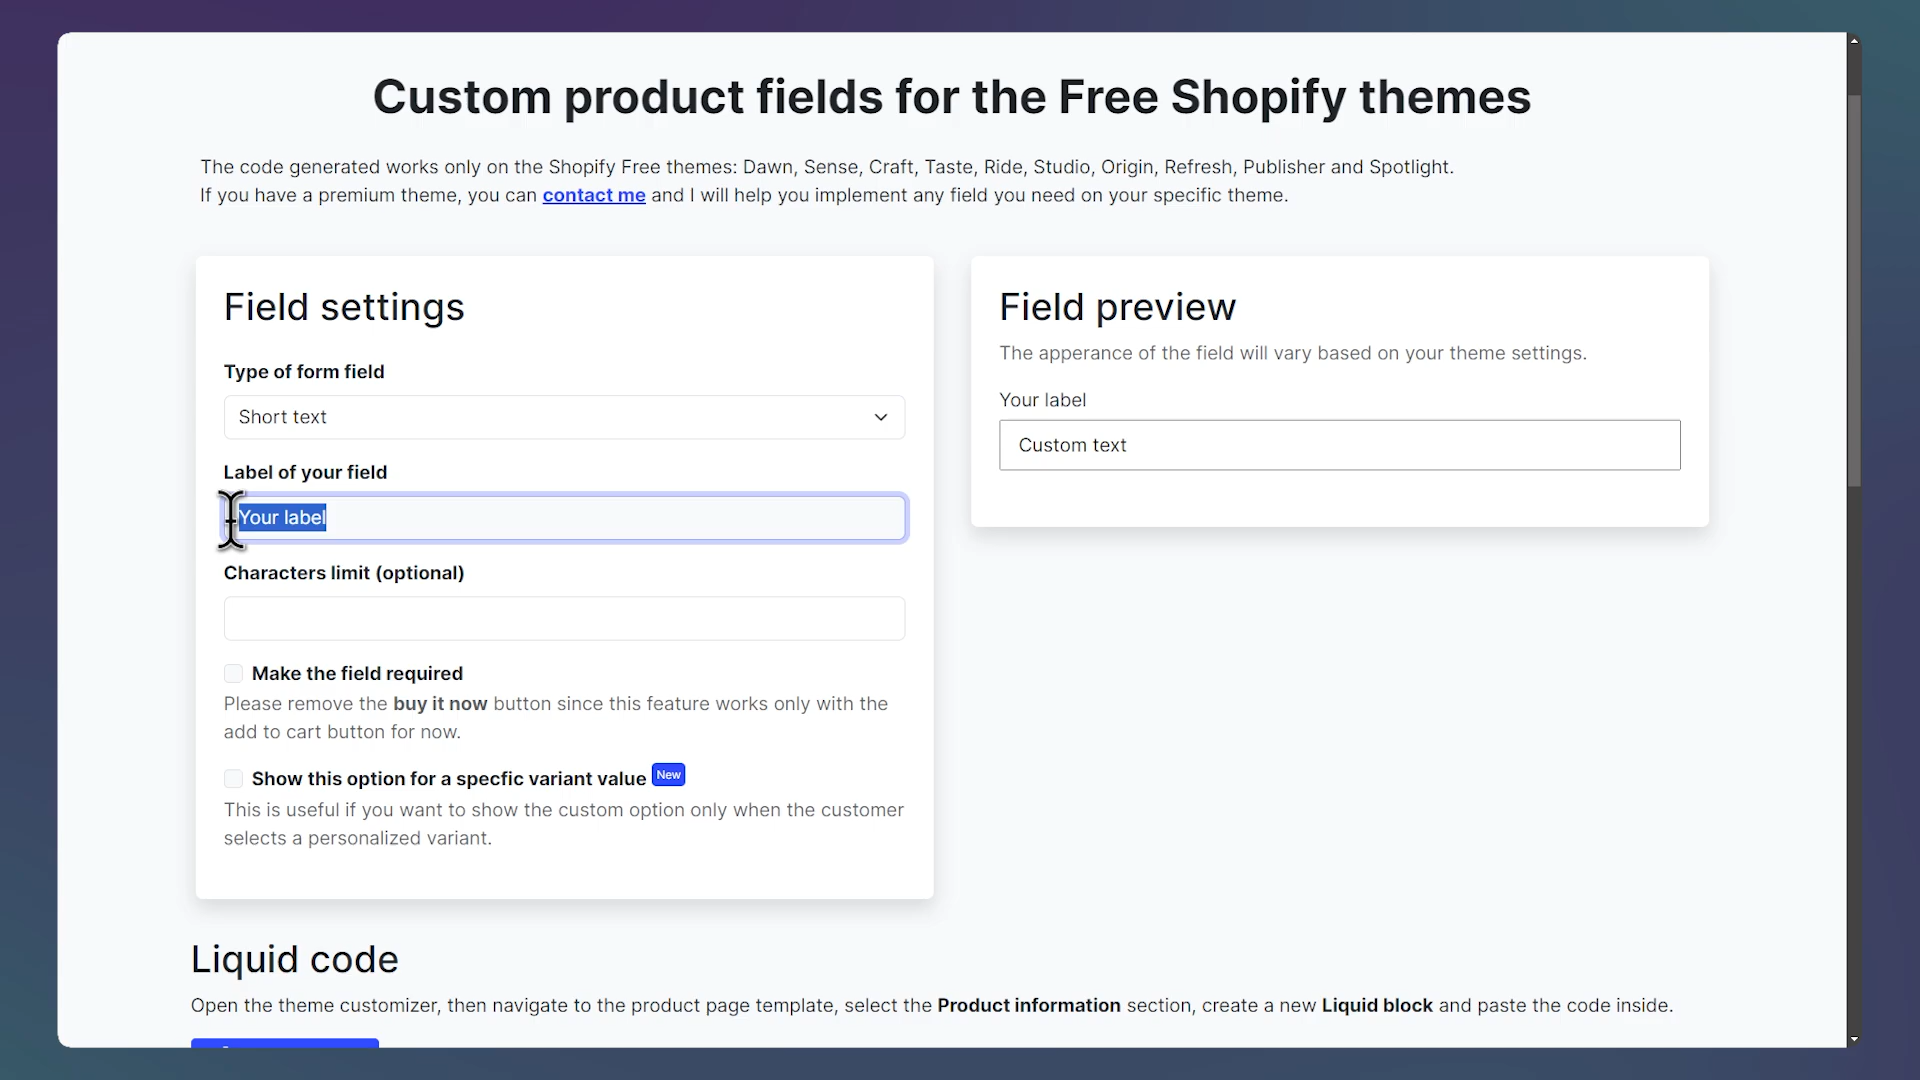 Custom product fields for the Free Shopify themes
The code generated works only on the Shopify Free themes: Dawn, Sense, Craft, Taste, Ride, Studio, Origin, Refresh, Publisher and Spotlight.
If you have a premium theme, you can contact me and I will help you implement any field you need on your specific theme.
Field settings
Type of form field
Short text
Label of your field
Your label
Characters limit (optional)
Make the field required
Please remove the buy it now button since this feature works only with the
add to cart button for now.
Show this option for a specfic variant value New
This is useful if you want to show the custom option only when the customer
selects a personalized variant.
Field preview
The apperance of the field will vary based on your theme settings.
Your label
Custom text
Liquid code
Open the theme customizer, then navigate to the product page template, select the Product information section, create a new Liquid block and paste the code inside.